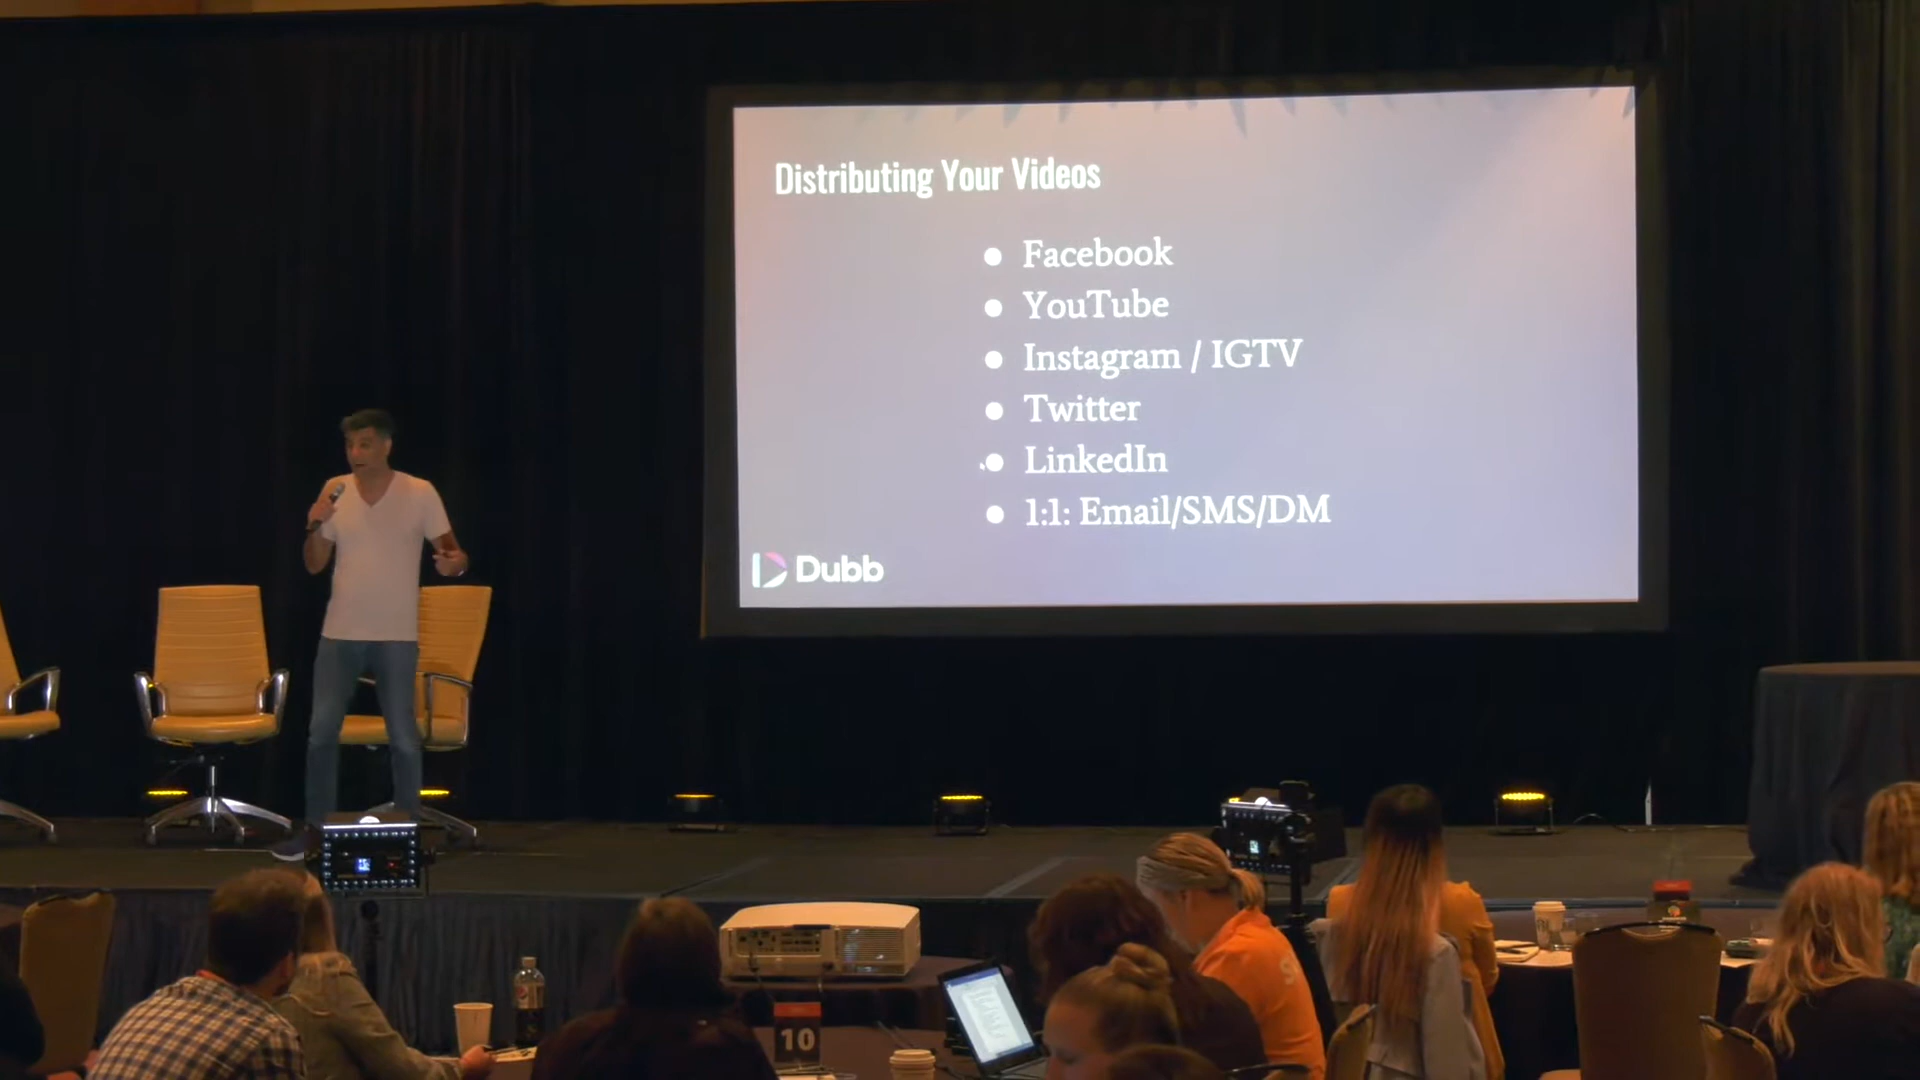 Distributing Your Videos
● Facebook
● YouTube
● Instagram / IGTV
● Twitter
● LinkedIn
● 1:1: Email/SMS/DM
Dubb
10